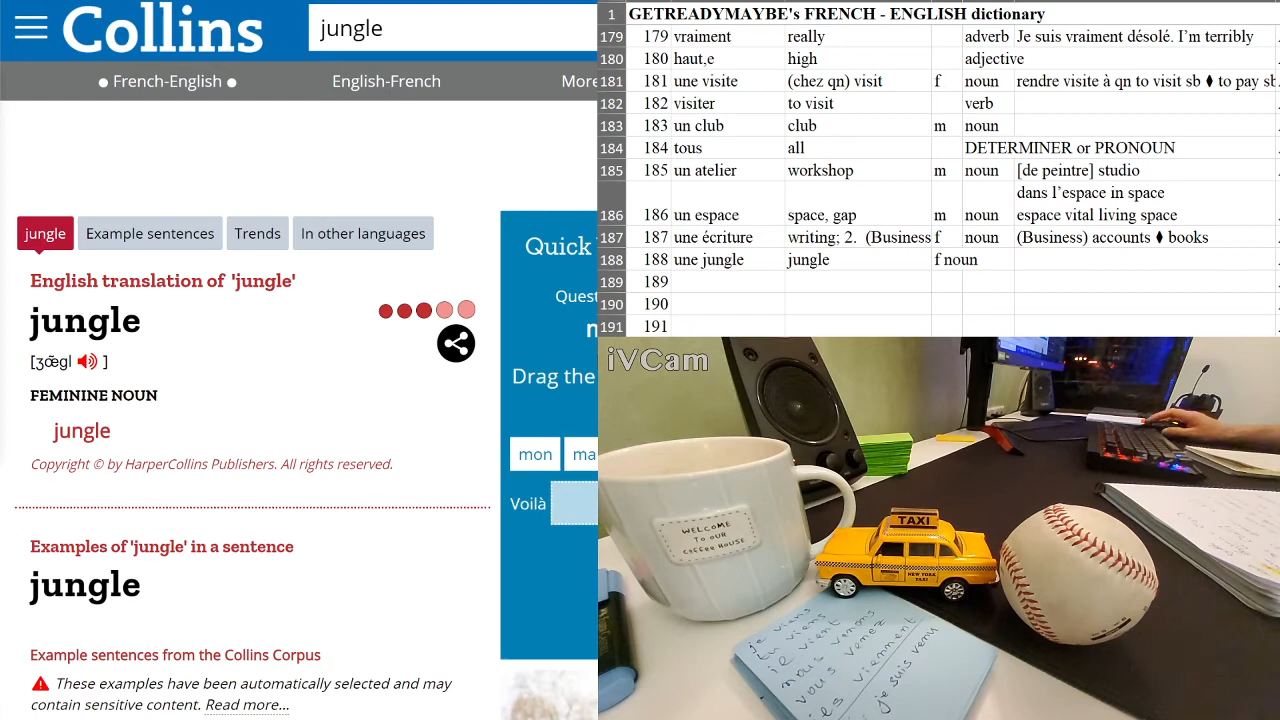 Collins
jungle
• French-English •
English-French
More
jungle
Example sentences
Trends
In other languages
English translation of 'jungle'
jungle
[ʒœ̃gl ]
FEMININE NOUN
jungle
Copyright © by HarperCollins Publishers. All rights reserved.
Examples of 'jungle' in a sentence
jungle
Example sentences from the Collins Corpus
These examples have been automatically selected and may
contain sensitive content. Read more...
Quick
Quest
Drag the
mon
ma
Voilà
1 GETREADYMAYBE's FRENCH - ENGLISH dictionary
179 179 vraiment really adverb Je suis vraiment désolé. I'm terribly
180 180 haut,e high adjective
181 181 une visite (chez qn) visit f noun rendre visite à qn to visit sb ♦ to pay sb
182 182 visiter to visit verb
183 183 un club club m noun
184 184 tous all DETERMINER or PRONOUN
185 185 un atelier workshop m noun [de peintre] studio
dans l'espace in space
186 186 un espace space, gap m noun espace vital living space
187 187 une écriture writing; 2. (Business f noun (Business) accounts ♦ books
188 188 une jungle jungle f noun
189 189
190 190
191 191
iVCam
WELCOME
TO OUR
COFFEE HOUSE
TAXI
NEW YORK
TAXI
je viens
tu viens
il vient
nous venons
vous venez
ils viennent
je suis venu